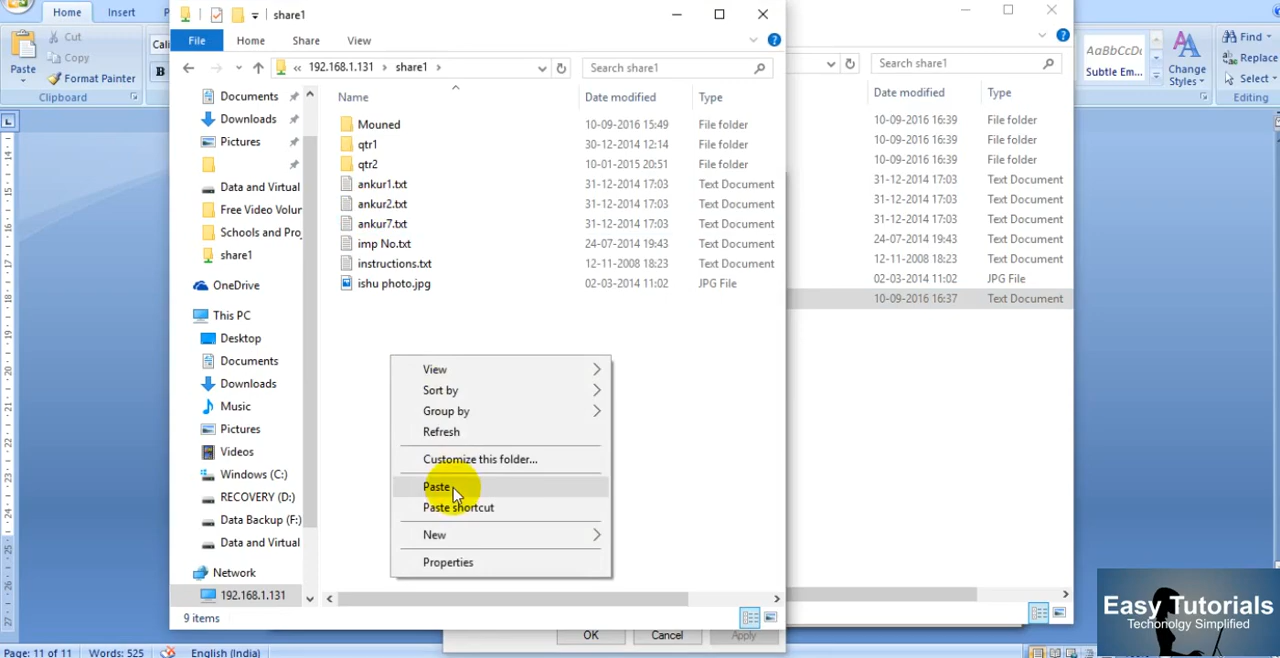 Home
Insert
P
Cut
Copy
Paste
Format Painter
Clipboard
Cali
B
AaBbCcDc
Subtle Em...
Change
Styles
Find
Replace
Select
Editing
share1
File
Home
Share
View
192.168.1.131
share1
Search share1
Search share1
Documents
Downloads
Pictures
Data and Virtual
Free Video Volur
Schools and Pro
share1
OneDrive
This PC
Desktop
Documents
Downloads
Music
Pictures
Videos
Windows (C:)
RECOVERY (D:)
Data Backup (F:)
Data and Virtual
Network
192.168.1.131
9 items
Name Date modified Type
Mouned 10-09-2016 15:49 File folder
qtr1 30-12-2014 12:14 File folder
qtr2 10-01-2015 20:51 File folder
ankur1.txt 31-12-2014 17:03 Text Document
ankur2.txt 31-12-2014 17:03 Text Document
ankur7.txt 31-12-2014 17:03 Text Document
imp No.txt 24-07-2014 19:43 Text Document
instructions.txt 12-11-2008 18:23 Text Document
ishu photo.jpg 02-03-2014 11:02 JPG File
View
Sort by
Group by
Refresh
Customize this folder...
Paste
Paste shortcut
New
Properties
Date modified Type
10-09-2016 16:39 File folder
10-09-2016 16:39 File folder
10-09-2016 16:39 File folder
31-12-2014 17:03 Text Document
31-12-2014 17:03 Text Document
31-12-2014 17:03 Text Document
24-07-2014 19:43 Text Document
12-11-2008 18:23 Text Document
02-03-2014 11:02 JPG File
10-09-2016 16:37 Text Document
OK Cancel Apply
Easy Tutorials
Techonolgy Simplified
Page: 11 of 11 Words: 525 English (India)